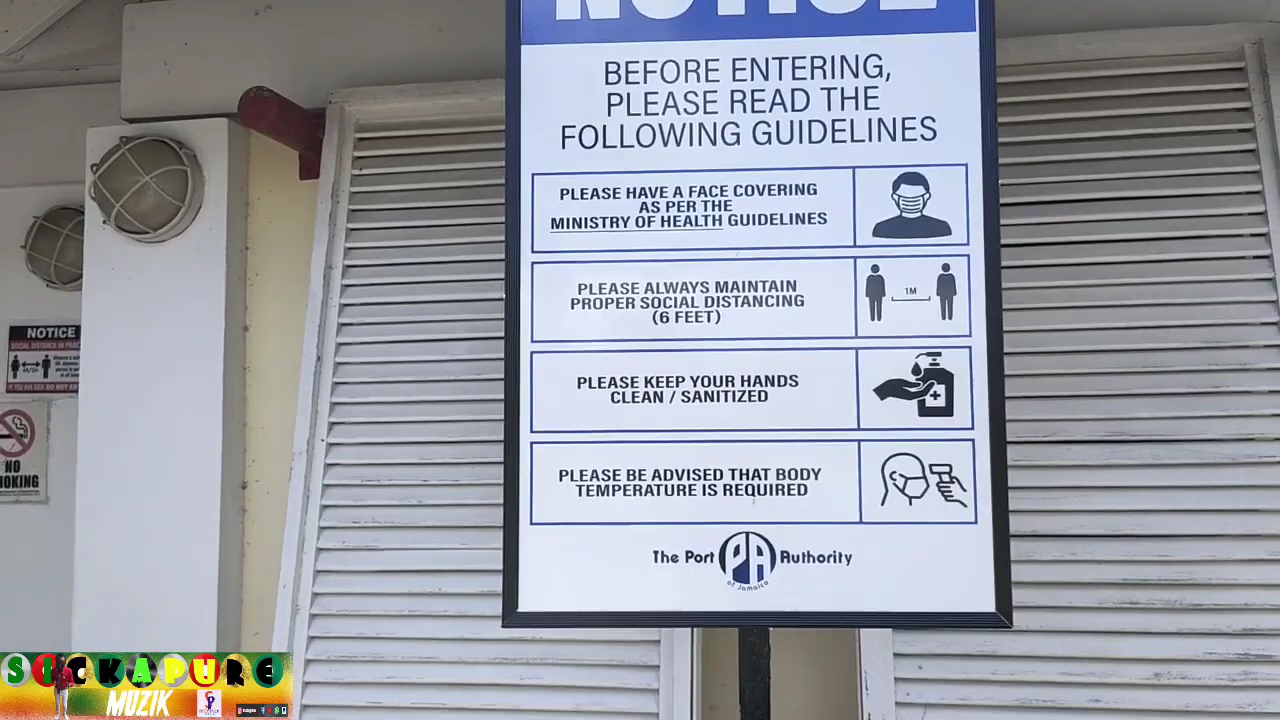 NOTICE
BEFORE ENTERING,
PLEASE READ THE
FOLLOWING GUIDELINES
PLEASE HAVE A FACE COVERING
AS PER THE
MINISTRY OF HEALTH GUIDELINES
PLEASE ALWAYS MAINTAIN
PROPER SOCIAL DISTANCING
(6 FEET)
1M
PLEASE KEEP YOUR HANDS
CLEAN / SANITIZED
PLEASE BE ADVISED THAT BODY
TEMPERATURE IS REQUIRED
The Port PA Authority
of Jamaica
NOTICE
SOCIAL DISTANCE IN
NO
SMOKING
SICKAPURE
MUZIK